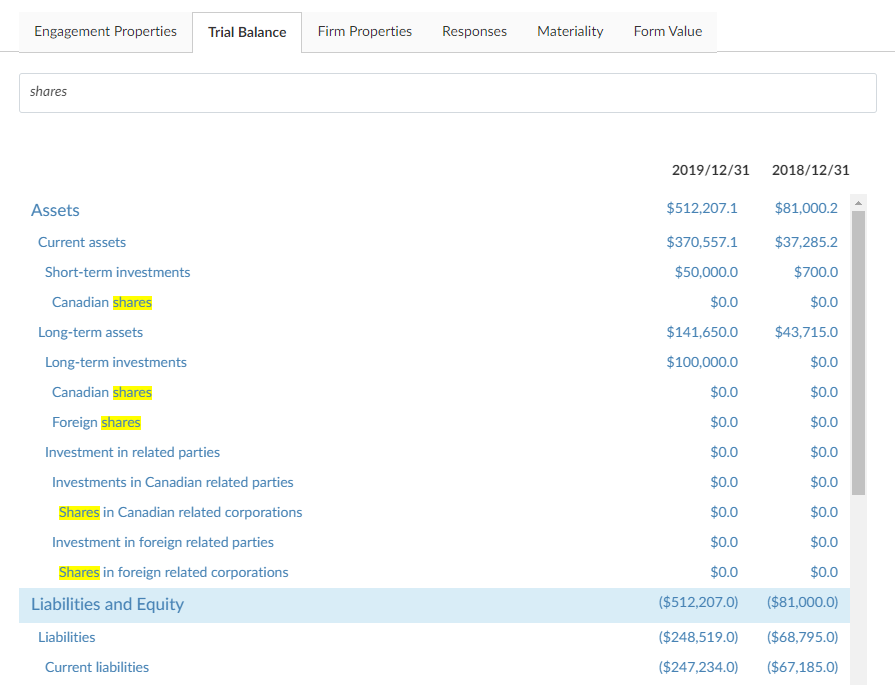 Engagement Properties Trial Balance Firm Properties Responses Materiality Form Value
shares
2019/12/31 2018/12/31
Assets $512,207.1 $81,000.2
Current assets $370,557.1 $37,285.2
Short-term investments $50,000.0 $700.0
Canadian shares $0.0 $0.0
Long-term assets $141,650.0 $43,715.0
Long-term investments $100,000.0 $0.0
Canadian shares $0.0 $0.0
Foreign shares $0.0 $0.0
Investment in related parties $0.0 $0.0
Investments in Canadian related parties $0.0 $0.0
Shares in Canadian related corporations $0.0 $0.0
Investment in foreign related parties $0.0 $0.0
Shares in foreign related corporations $0.0 $0.0
Liabilities and Equity ($512,207.0) ($81,000.0)
Liabilities ($248,519.0) ($68,795.0)
Current liabilities ($247,234.0) ($67,185.0)